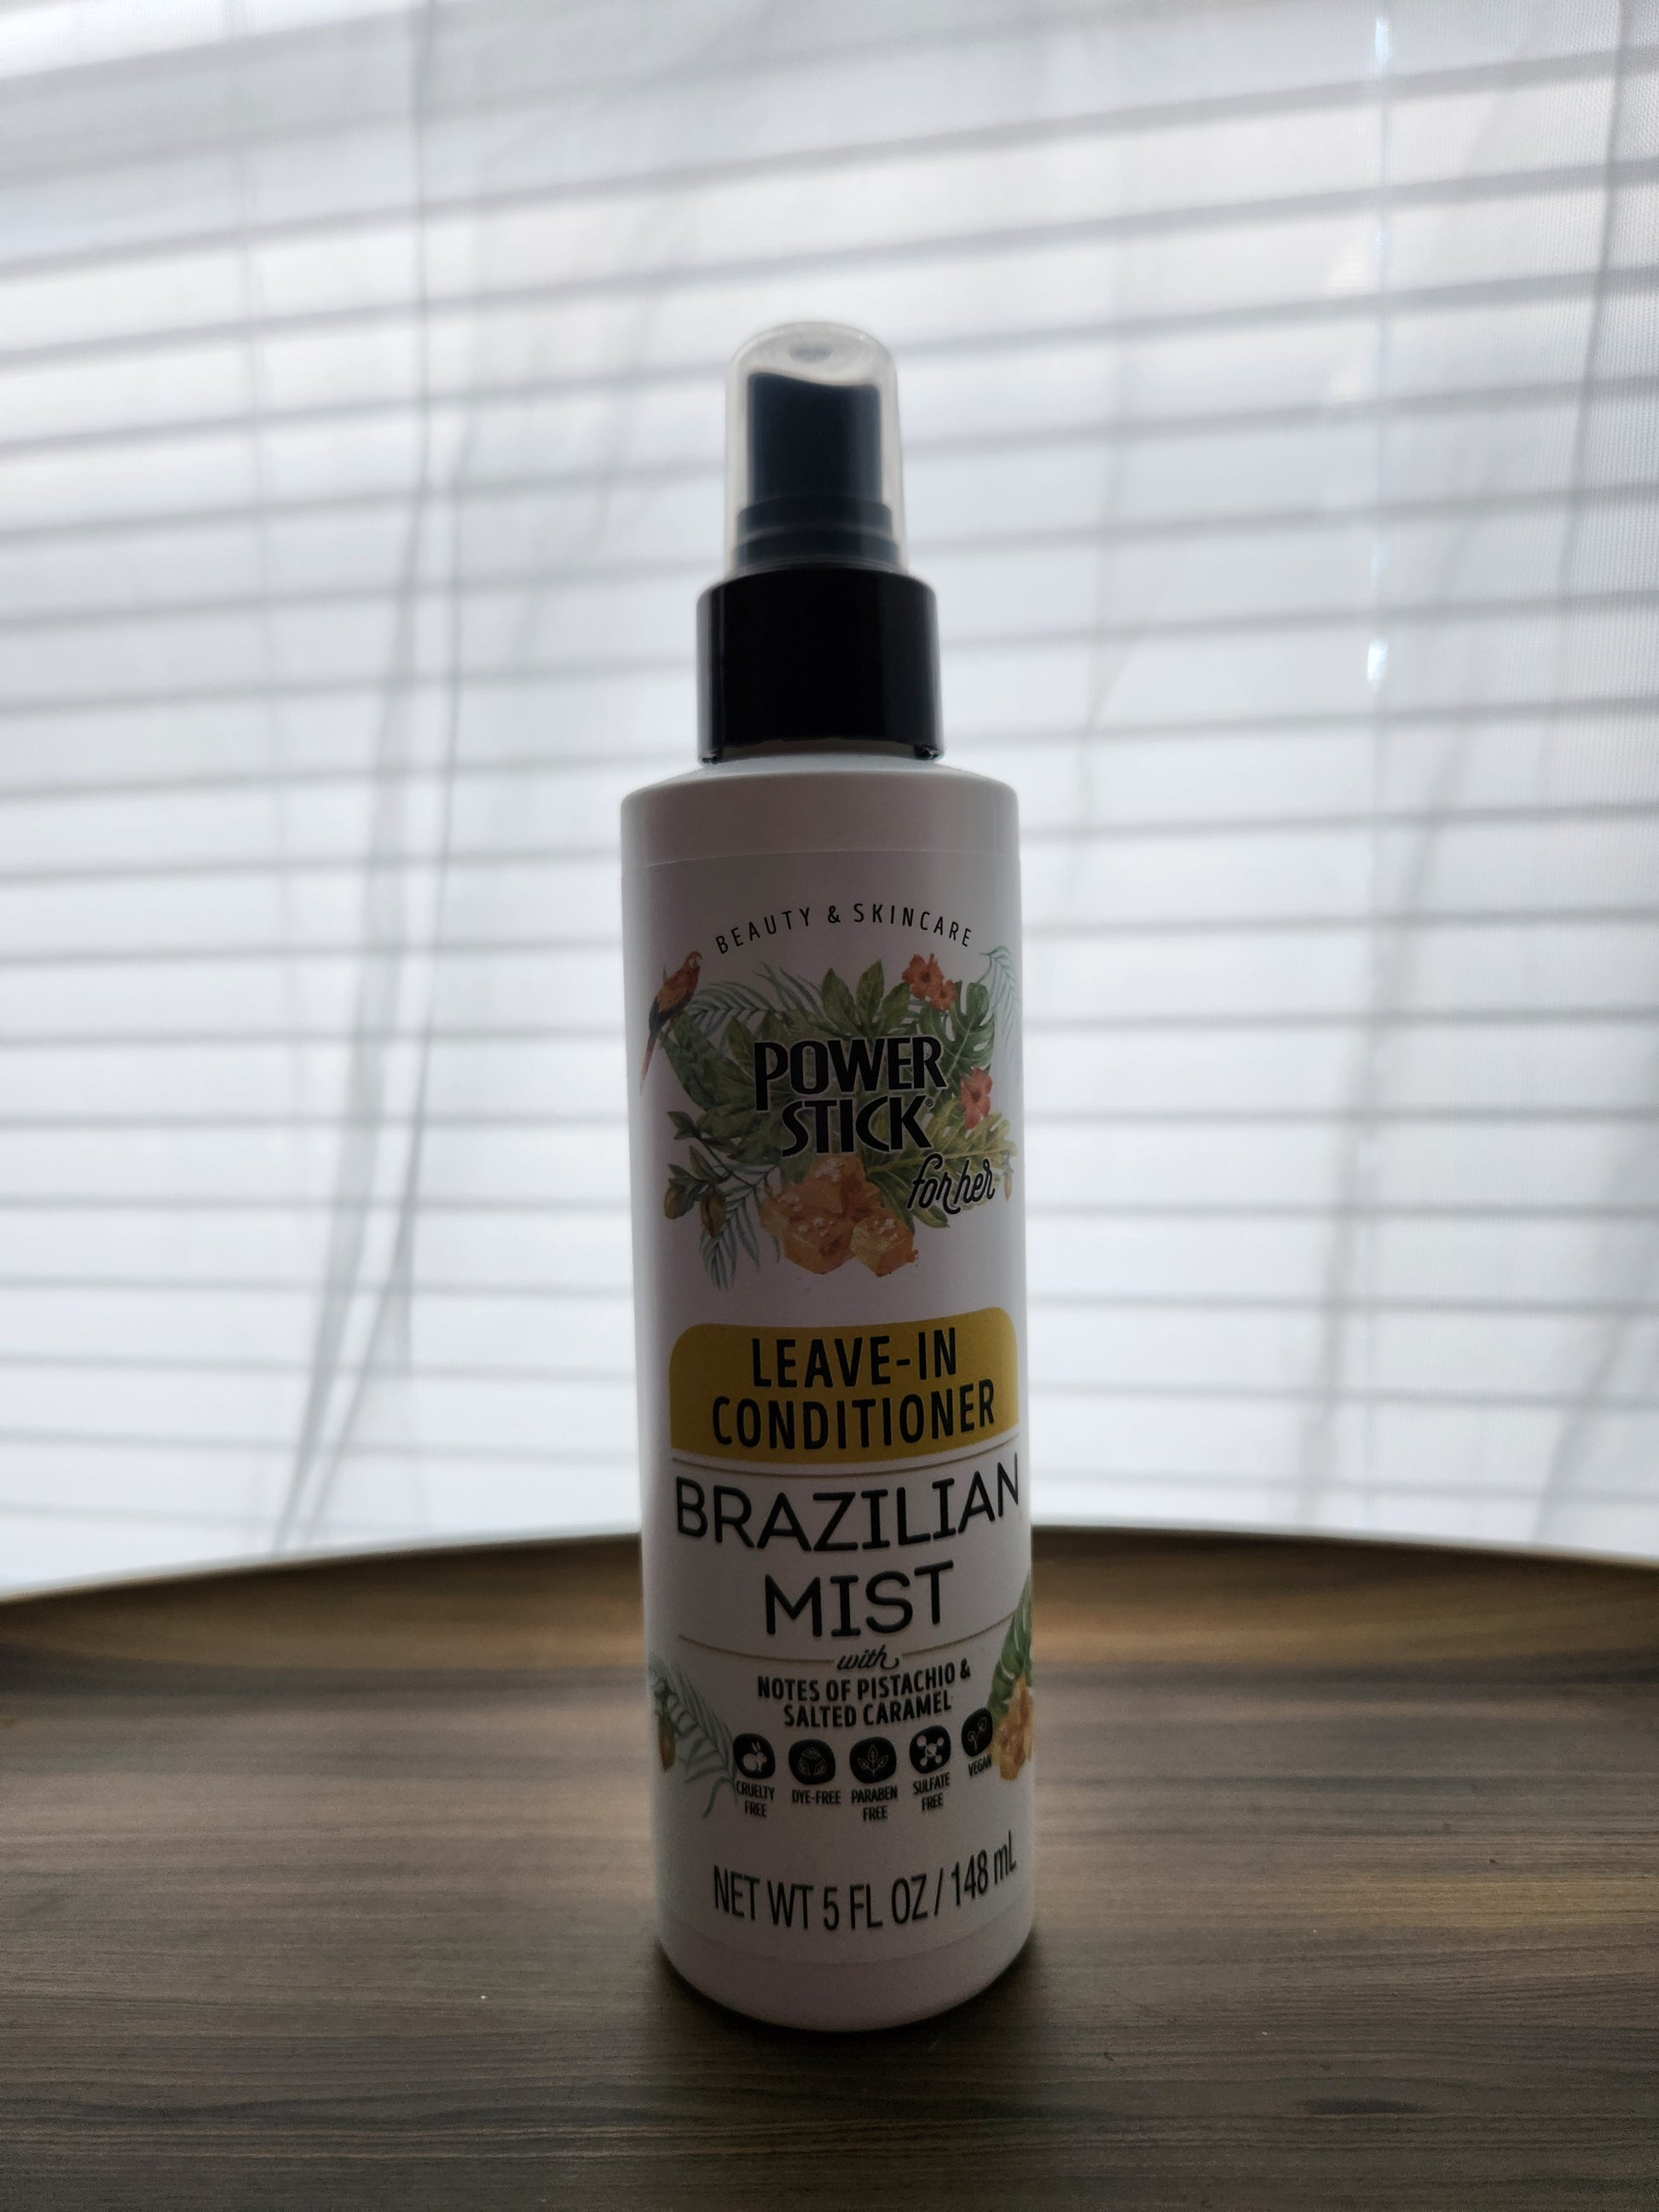 BEAUTY & SKINCARE
POWER
STICK®
for her
LEAVE-IN
CONDITIONER
BRAZILIAN
MIST
with
NOTES OF PISTACHIO &
SALTED CARAMEL
CRUELTY
FREE
DYE-FREE
PARABEN
FREE
SULFATE
FREE
VEGAN
NET WT 5 FL OZ / 148 mL